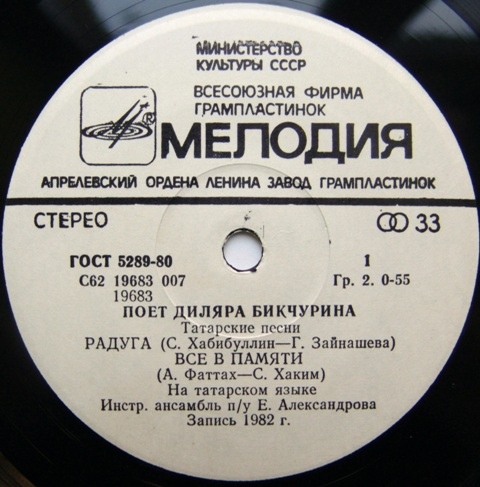 МИНИСТЕРСТВО
КУЛЬТУРЫ СССР
ВСЕСОЮЗНАЯ ФИРМА
ГРАМПЛАСТИНОК
®
МЕЛОДИЯ
АПРЕЛЕВСКИЙ ОРДЕНА ЛЕНИНА ЗАВОД ГРАМПЛАСТИНОК
СТЕРЕО 33
ГОСТ 5289-80 1
С62 19683 007 Гр. 2. 0-55
19683
ПОЕТ ДИЛЯРА БИКЧУРИНА
Татарские песни
РАДУГА (С. Хабибуллин—Г. Зайнашева)
ВСЕ В ПАМЯТИ
(А. Фаттах—С. Хаким)
На татарском языке
Инстр. ансамбль п/у Е. Александрова
Запись 1982 г.